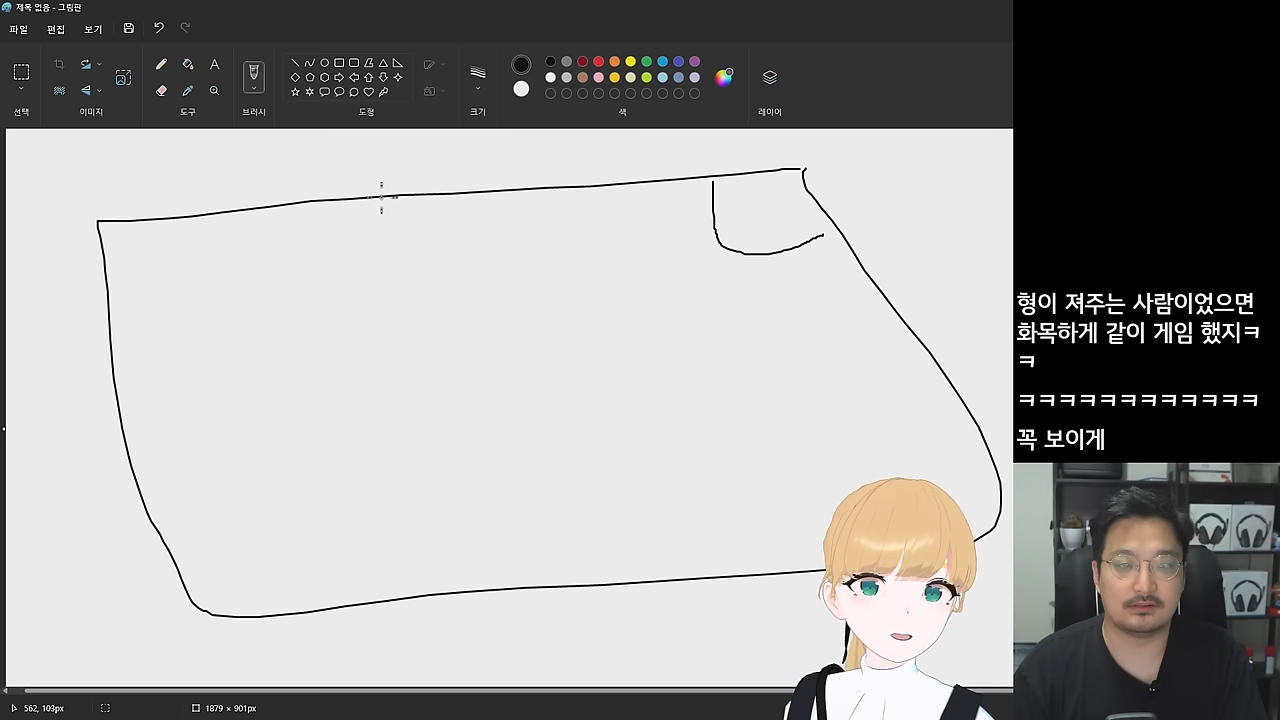 제목 없음 - 그림판
파일 편집 보기
선택 이미지 도구 브러시 도형 크기 색 레이어
형이 져주는 사람이었으면
화목하게 같이 게임 했지ㅋ
ㅋ
ㅋㅋㅋㅋㅋㅋㅋㅋㅋㅋㅋㅋ
꼭 보이게
562, 103px 1879 × 901px